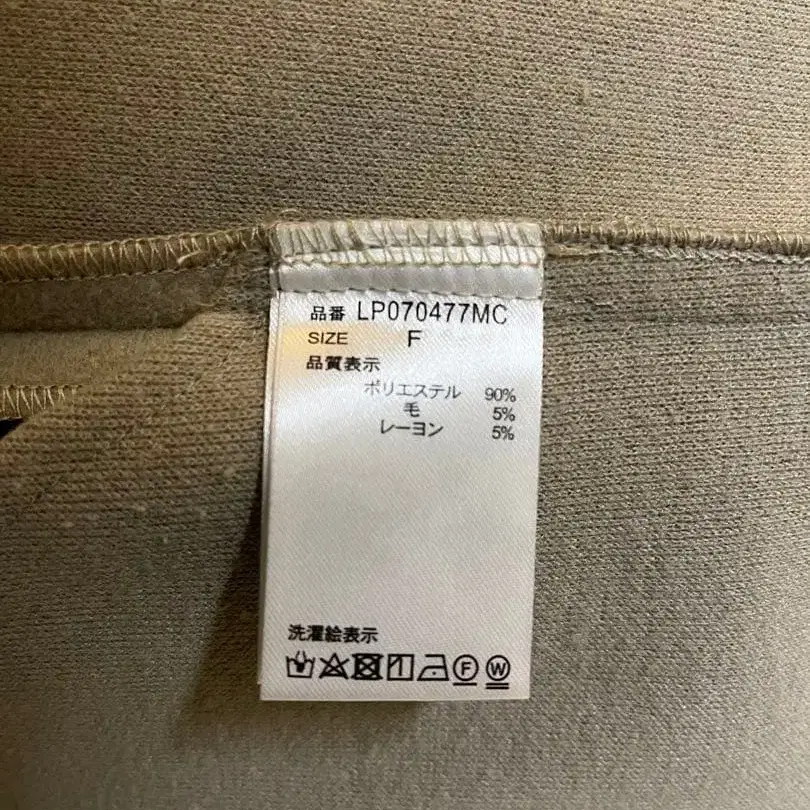 品番 LP070477MC
SIZE F
品質表示
ポリエステル 90%
毛 5%
レーヨン 5%
洗濯絵表示
F W